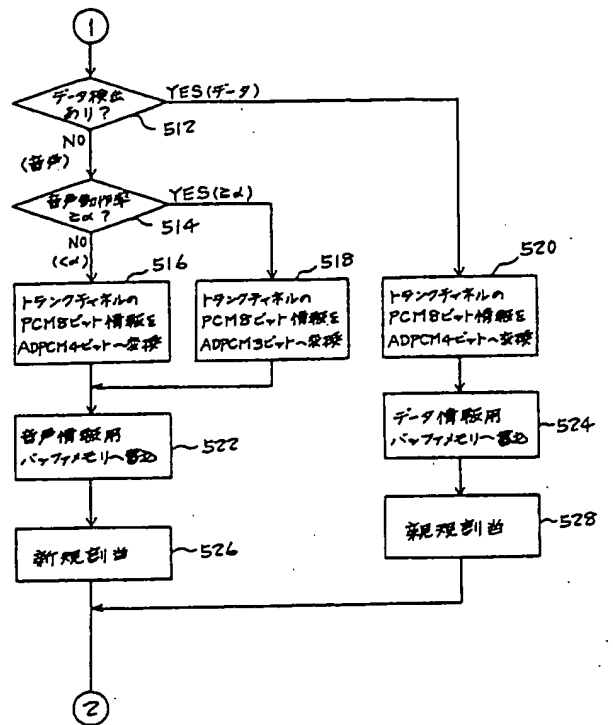 1
データ検出
あり?
YES(データ)
512
NO
(音声)
音声動作率
≥α?
YES(≥α)
514
NO
(<α)
516
トランクチィネルの
PCM8ビット情報を
ADPCM4ビットへ変換
518
トランクチィネルの
PCM8ビット情報を
ADPCM3ビットへ変換
520
トランクチィネルの
PCM8ビット情報を
ADPCM4ビットへ変換
音声情報用
バッファメモリへ蓄込
522
データ情報用
バッファメモリへ蓄込
524
新規割当
526
新規割当
528
2